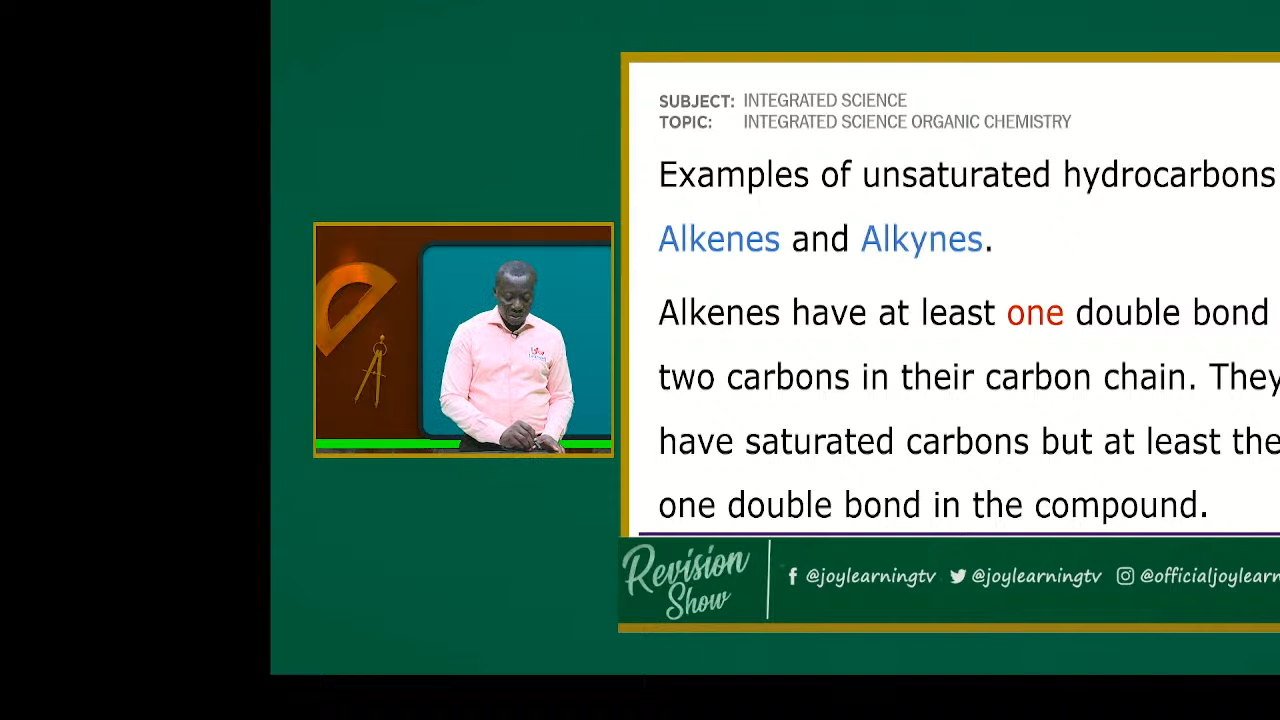 SUBJECT: INTEGRATED SCIENCE
TOPIC: INTEGRATED SCIENCE ORGANIC CHEMISTRY
Examples of unsaturated hydrocarbons
Alkenes and Alkynes.
Alkenes have at least one double bond
two carbons in their carbon chain. They
have saturated carbons but at least the
one double bond in the compound.
Revision Show
@joylearningtv @joylearningtv @officialjoylearn